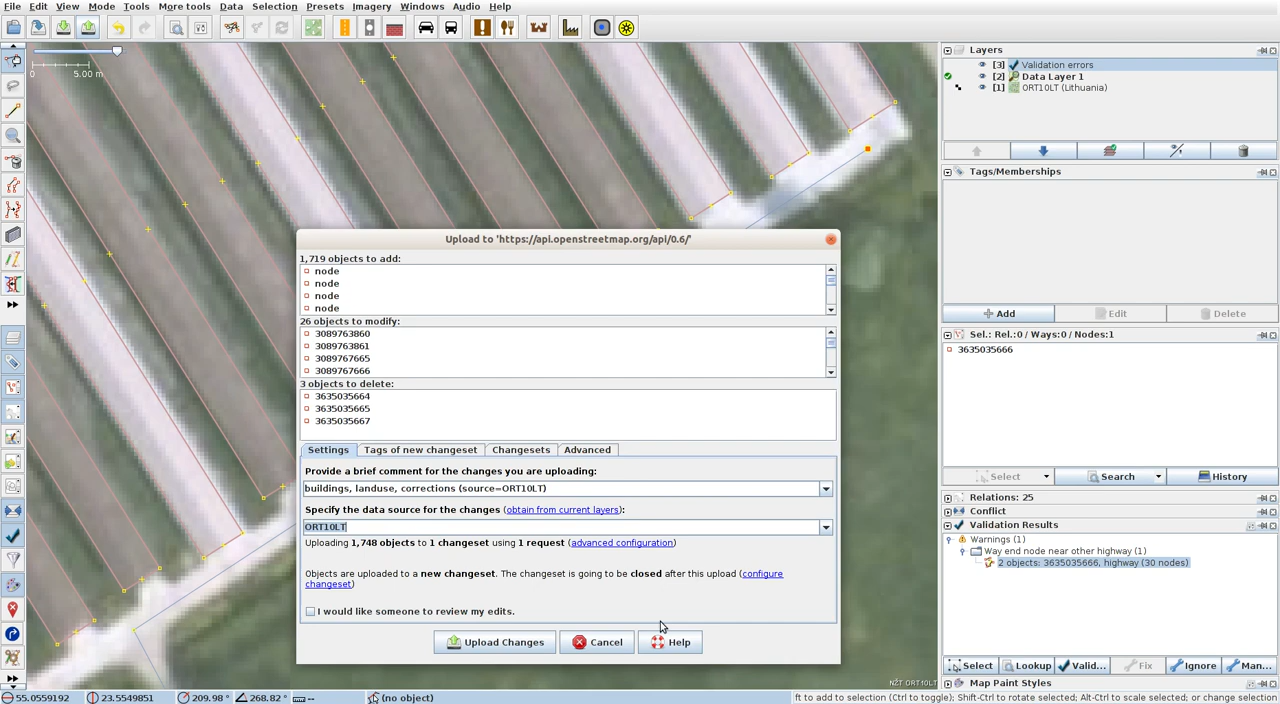 File Edit View Mode Tools More tools Data Selection Presets Imagery Windows Audio Help
0 5.00 m
Layers
[3] Validation errors
[2] Data Layer 1
[1] ORT10LT (Lithuania)
Tags/Memberships
Add Edit Delete
Sel.: Rel.:0 / Ways:0 / Nodes:1
3635035666
Select Search History
Relations: 25
Conflict
Validation Results
Warnings (1)
Way end node near other highway (1)
2 objects: 3635035666, highway (30 nodes)
Select Lookup Valid... Fix Ignore Man...
Map Paint Styles
Upload to 'https://api.openstreetmap.org/api/0.6/'
1,719 objects to add:
node
node
node
node
26 objects to modify:
3089763860
3089763861
3089767665
3089767666
3 objects to delete:
3635035664
3635035665
3635035667
Settings Tags of new changeset Changesets Advanced
Provide a brief comment for the changes you are uploading:
buildings, landuse, corrections (source=ORT10LT)
Specify the data source for the changes (obtain from current layers):
ORT10LT
Uploading 1,748 objects to 1 changeset using 1 request (advanced configuration)
Objects are uploaded to a new changeset. The changeset is going to be closed after this upload (configure
changeset)
I would like someone to review my edits.
Upload Changes Cancel Help
NŽT ORT10LT
55.0559192 23.5549851 209.98 ° 268.82 ° -- (no object) ft to add to selection (Ctrl to toggle); Shift-Ctrl to rotate selected; Alt-Ctrl to scale selected; or change selection